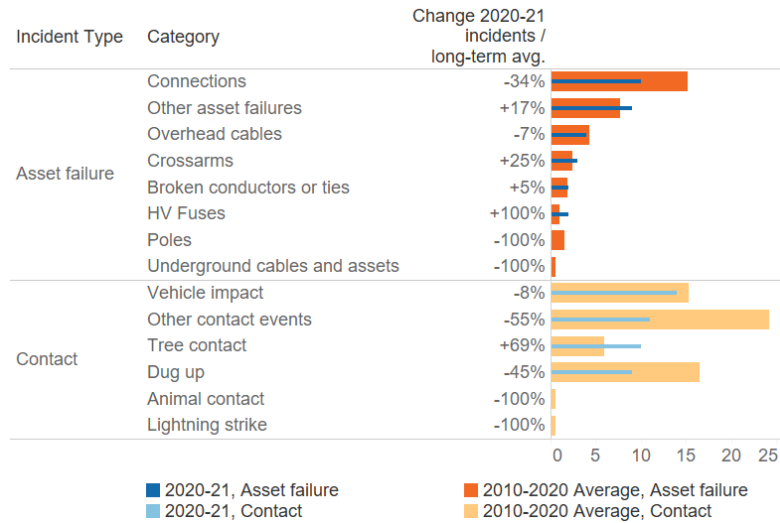 Change 2020-21
incidents /
Incident Type Category long-term avg.
Connections -34%
Other asset failures +17%
Overhead cables -7%
Crossarms +25%
Asset failure
Broken conductors or ties +5%
HV Fuses +100%
Poles -100%
Underground cables and assets -100%
Vehicle impact -8%
Other contact events -55%
Tree contact +69%
Contact
Dug up -45%
Animal contact -100%
Lightning strike -100%
0 5 10 15 20 25
2020-21, Asset failure 2010-2020 Average, Asset failure
2020-21, Contact 2010-2020 Average, Contact